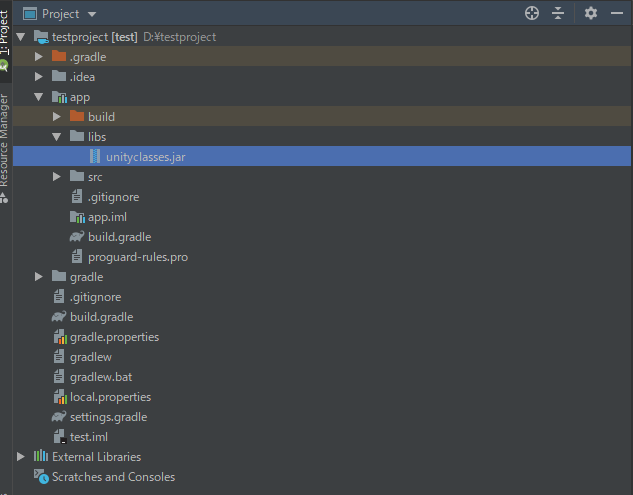 Project
testproject [test] D:¥testproject
.gradle
.idea
app
build
libs
unityclasses.jar
src
.gitignore
app.iml
build.gradle
proguard-rules.pro
gradle
.gitignore
build.gradle
gradle.properties
gradlew
gradlew.bat
local.properties
settings.gradle
test.iml
External Libraries
Scratches and Consoles
1: Project
Resource Manager